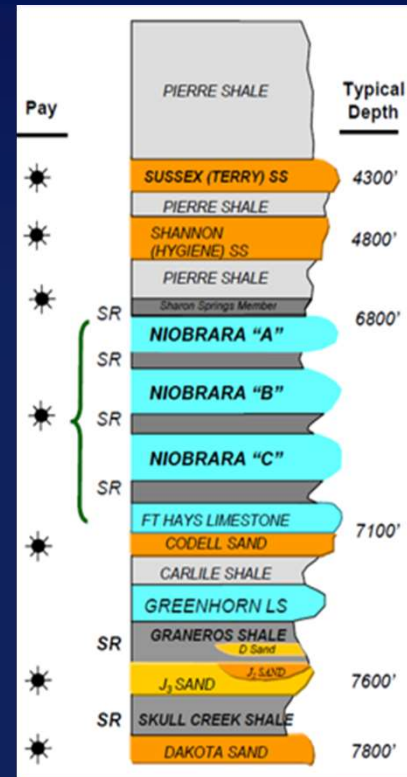 Pay
Typical
Depth
PIERRE SHALE
SUSSEX (TERRY) SS
4300'
PIERRE SHALE
SHANNON
(HYGIENE) SS
4800'
PIERRE SHALE
Sharon Springs Member
SR
6800'
NIOBRARA "A"
SR
NIOBRARA "B"
SR
NIOBRARA "C"
SR
FT HAYS LIMESTONE
7100'
CODELL SAND
CARLILE SHALE
GREENHORN LS
GRANEROS SHALE
SR
D Sand
J₂ SAND
J₃ SAND
7600'
SR
SKULL CREEK SHALE
DAKOTA SAND
7800'